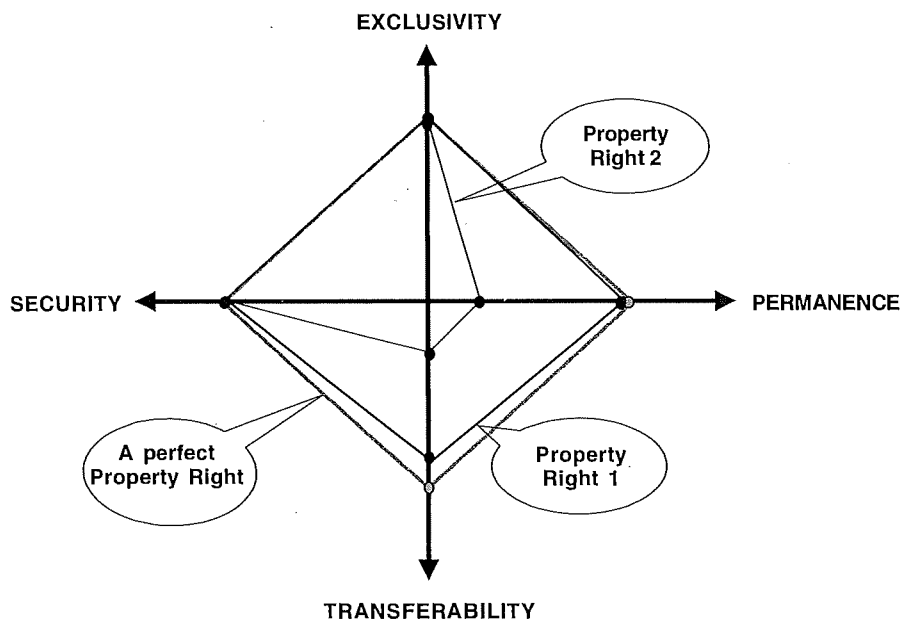 EXCLUSIVITY
Property
Right 2
SECURITY
PERMANENCE
A perfect
Property Right
Property
Right 1
TRANSFERABILITY